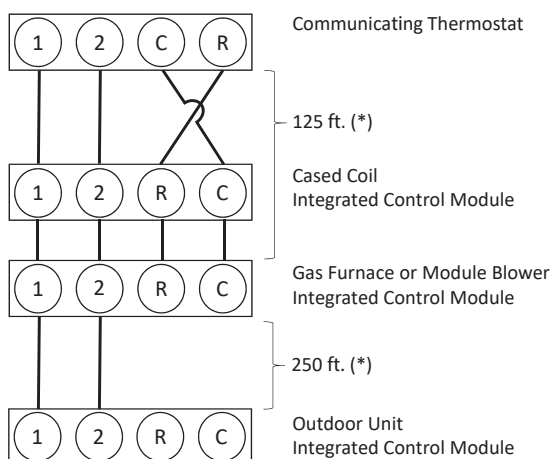 1 2 C R
Communicating Thermostat
125 ft. (*)
1 2 R C
Cased Coil
Integrated Control Module
1 2 R C
Gas Furnace or Module Blower
Integrated Control Module
250 ft. (*)
1 2 R C
Outdoor Unit
Integrated Control Module